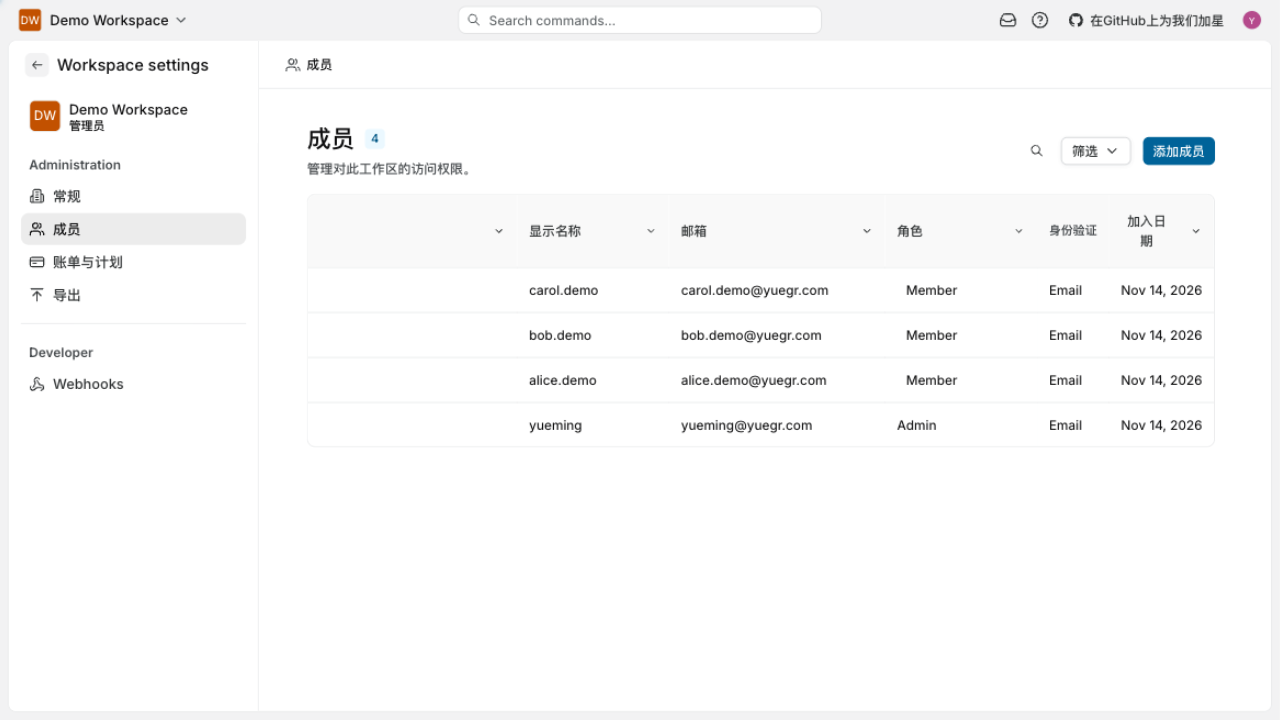 DW Demo Workspace
Search commands...
在GitHub上为我们加星
Y
Workspace settings
DW
Demo Workspace
管理员
Administration
常规
成员
账单与计划
导出
Developer
Webhooks
成员
成员 4
管理对此工作区的访问权限。
筛选
添加成员
显示名称 邮箱 角色 身份验证 加入日
期
carol.demo carol.demo@yuegr.com Member Email Nov 14, 2026
bob.demo bob.demo@yuegr.com Member Email Nov 14, 2026
alice.demo alice.demo@yuegr.com Member Email Nov 14, 2026
yueming yueming@yuegr.com Admin Email Nov 14, 2026